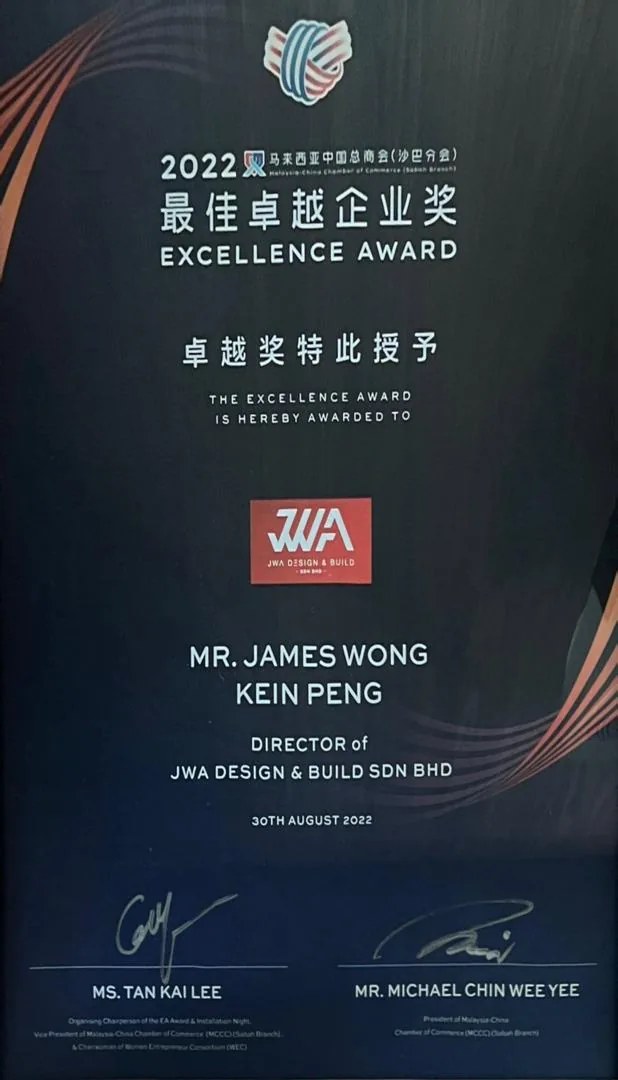 2022 马来西亚中国总商会(沙巴分会)
Malaysia-China Chamber of Commerce (Sabah Branch)
最佳卓越企业奖
EXCELLENCE AWARD
卓越奖特此授予
THE EXCELLENCE AWARD
IS HEREBY AWARDED TO
JWA
JWA DESIGN & BUILD
- SDN BHD -
MR. JAMES WONG
KEIN PENG
DIRECTOR of
JWA DESIGN & BUILD SDN BHD
30TH AUGUST 2022
MS. TAN KAI LEE
Organising Chairperson of the EA Award & Installation Night,
Vice President of Malaysia-China Chamber of Commerce (MCCC) (Sabah Branch),
& Chairwoman of Women Entrepreneur Consortium (WEC)
MR. MICHAEL CHIN WEE YEE
President of Malaysia-China
Chamber of Commerce (MCCC) (Sabah Branch)